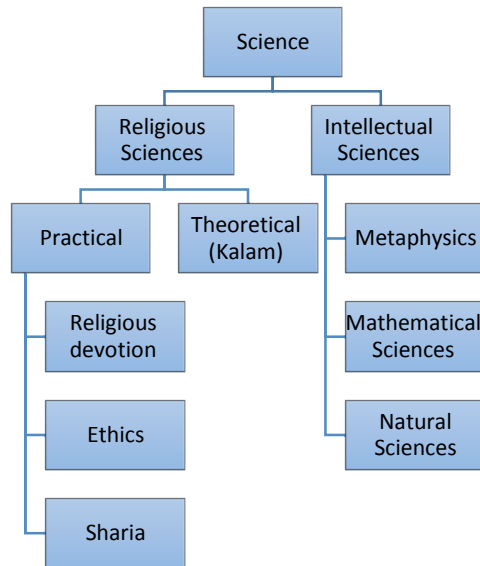 Science
Religious
Sciences
Intellectual
Sciences
Practical
Theoretical
(Kalam)
Metaphysics
Religious
devotion
Mathematical
Sciences
Ethics
Natural
Sciences
Sharia